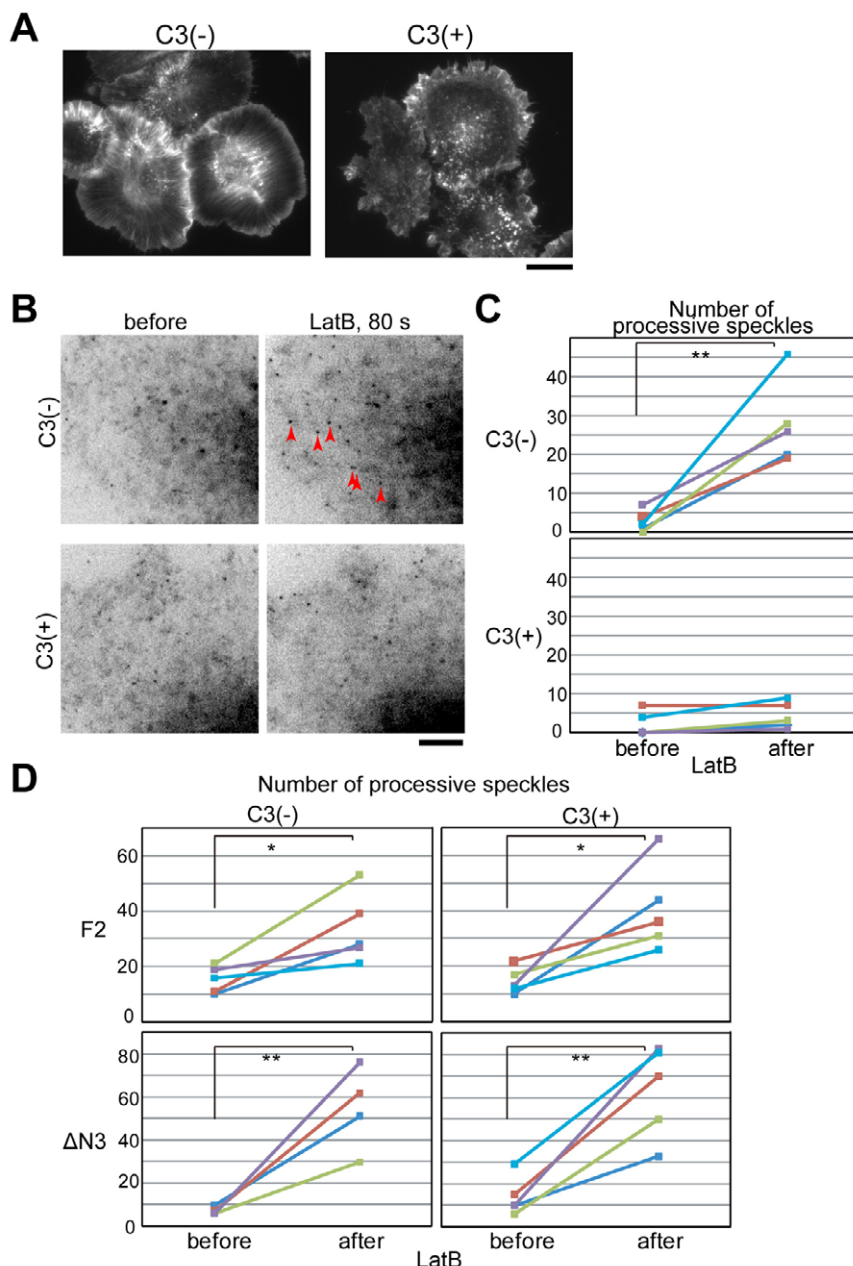 A
C3(-)
C3(+)
B
before
LatB, 80 s
C3(-)
C3(+)
C
Number of
processive speckles
**
40
30
20
10
0
C3(-)
40
30
20
10
0
C3(+)
before
after
LatB
D
Number of processive speckles
C3(-)
C3(+)
*
*
60
40
20
0
F2
**
**
80
60
40
20
0
ΔN3
before
after
before
after
LatB